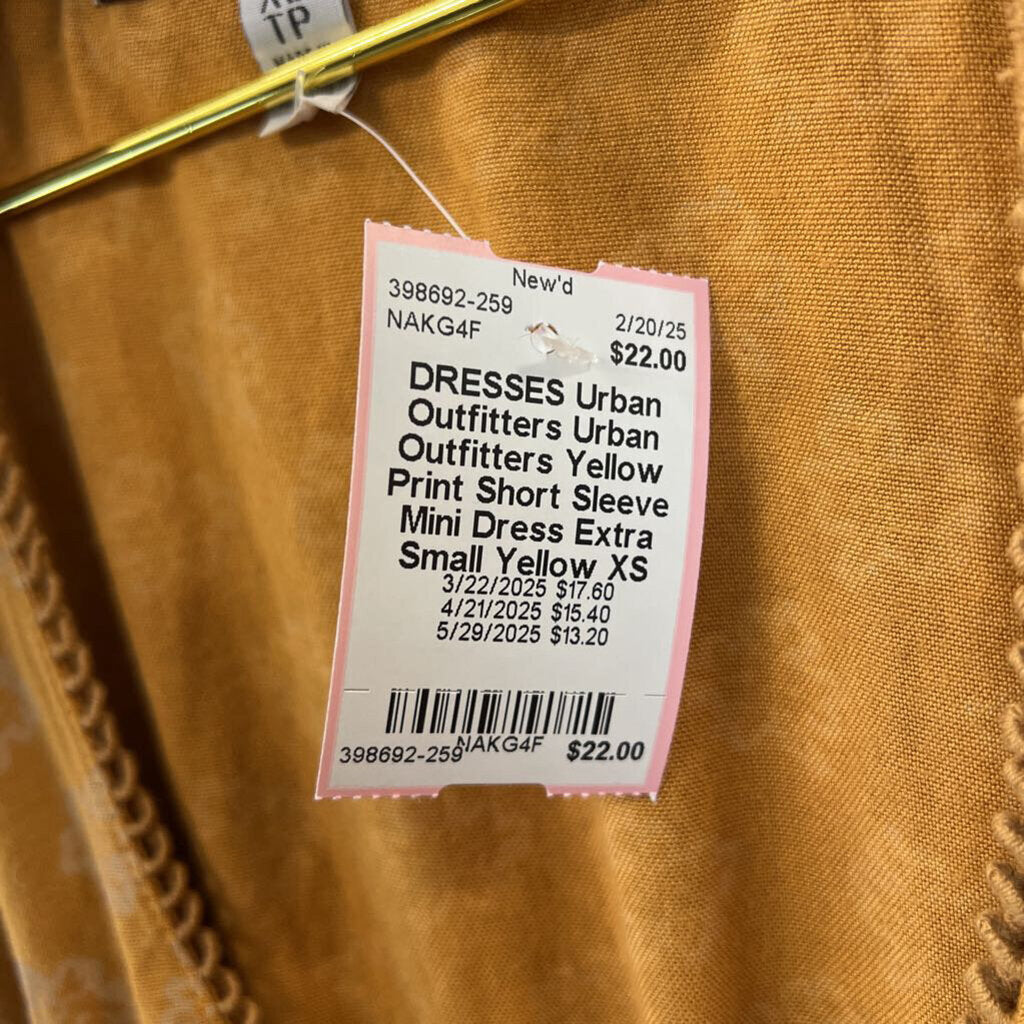 TP
New'd
398692-259
NAKG4F
2/20/25
$22.00
DRESSES Urban
Outfitters Urban
Outfitters Yellow
Print Short Sleeve
Mini Dress Extra
Small Yellow XS
3/22/2025 $17.60
4/21/2025 $15.40
5/29/2025 $13.20
NAKG4F
398692-259
$22.00